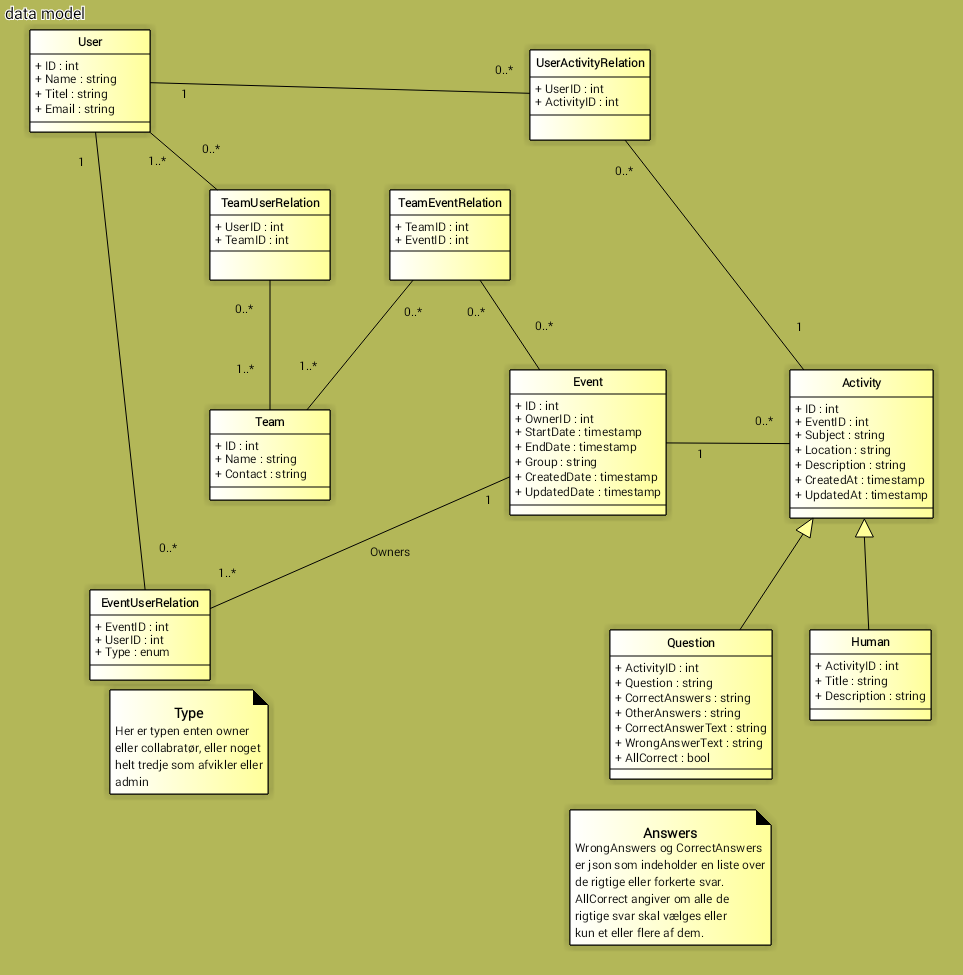 data model
User
+ ID : int
+ Name : string
+ Titel : string
+ Email : string
1
0..*
UserActivityRelation
+ UserID : int
+ ActivityID : int
1
1..*
0..*
0..*
TeamUserRelation
+ UserID : int
+ TeamID : int
TeamEventRelation
+ TeamID : int
+ EventID : int
0..*
1..*
0..*
1..*
0..*
0..*
1
Team
+ ID : int
+ Name : string
+ Contact : string
Event
+ ID : int
+ OwnerID : int
+ StartDate : timestamp
+ EndDate : timestamp
+ Group : string
+ CreatedDate : timestamp
+ UpdatedDate : timestamp
1
0..*
Activity
+ ID : int
+ EventID : int
+ Subject : string
+ Location : string
+ Description : string
+ CreatedAt : timestamp
+ UpdatedAt : timestamp
1
Owners
0..*
1..*
EventUserRelation
+ EventID : int
+ UserID : int
+ Type : enum
Question
+ ActivityID : int
+ Question : string
+ CorrectAnswers : string
+ OtherAnswers : string
+ CorrectAnswerText : string
+ WrongAnswerText : string
+ AllCorrect : bool
Human
+ ActivityID : int
+ Title : string
+ Description : string
Type
Her er typen enten owner
eller collabratør, eller noget
helt tredje som afvikler eller
admin
Answers
WrongAnswers og CorrectAnswers
er json som indeholder en liste over
de rigtige eller forkerte svar.
AllCorrect angiver om alle de
rigtige svar skal vælges eller
kun et eller flere af dem.